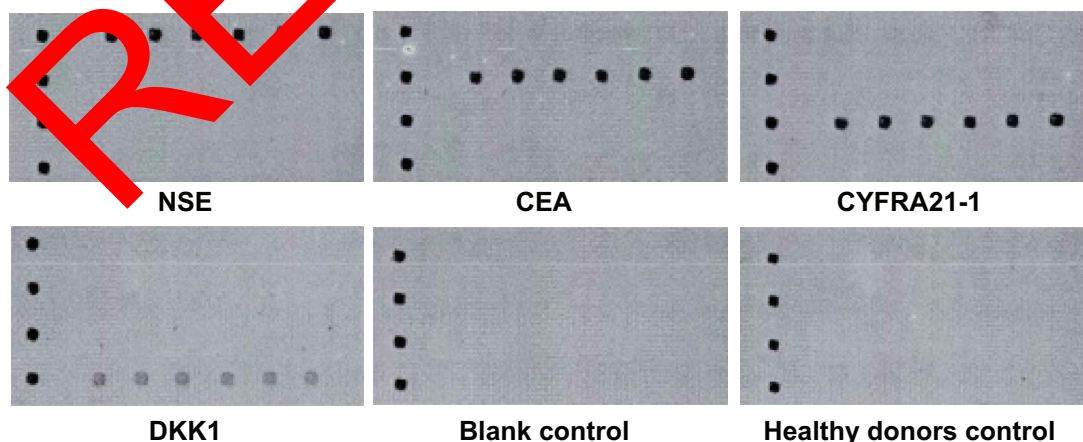 NSE CEA CYFRA21-1
DKK1 Blank control Healthy donors control